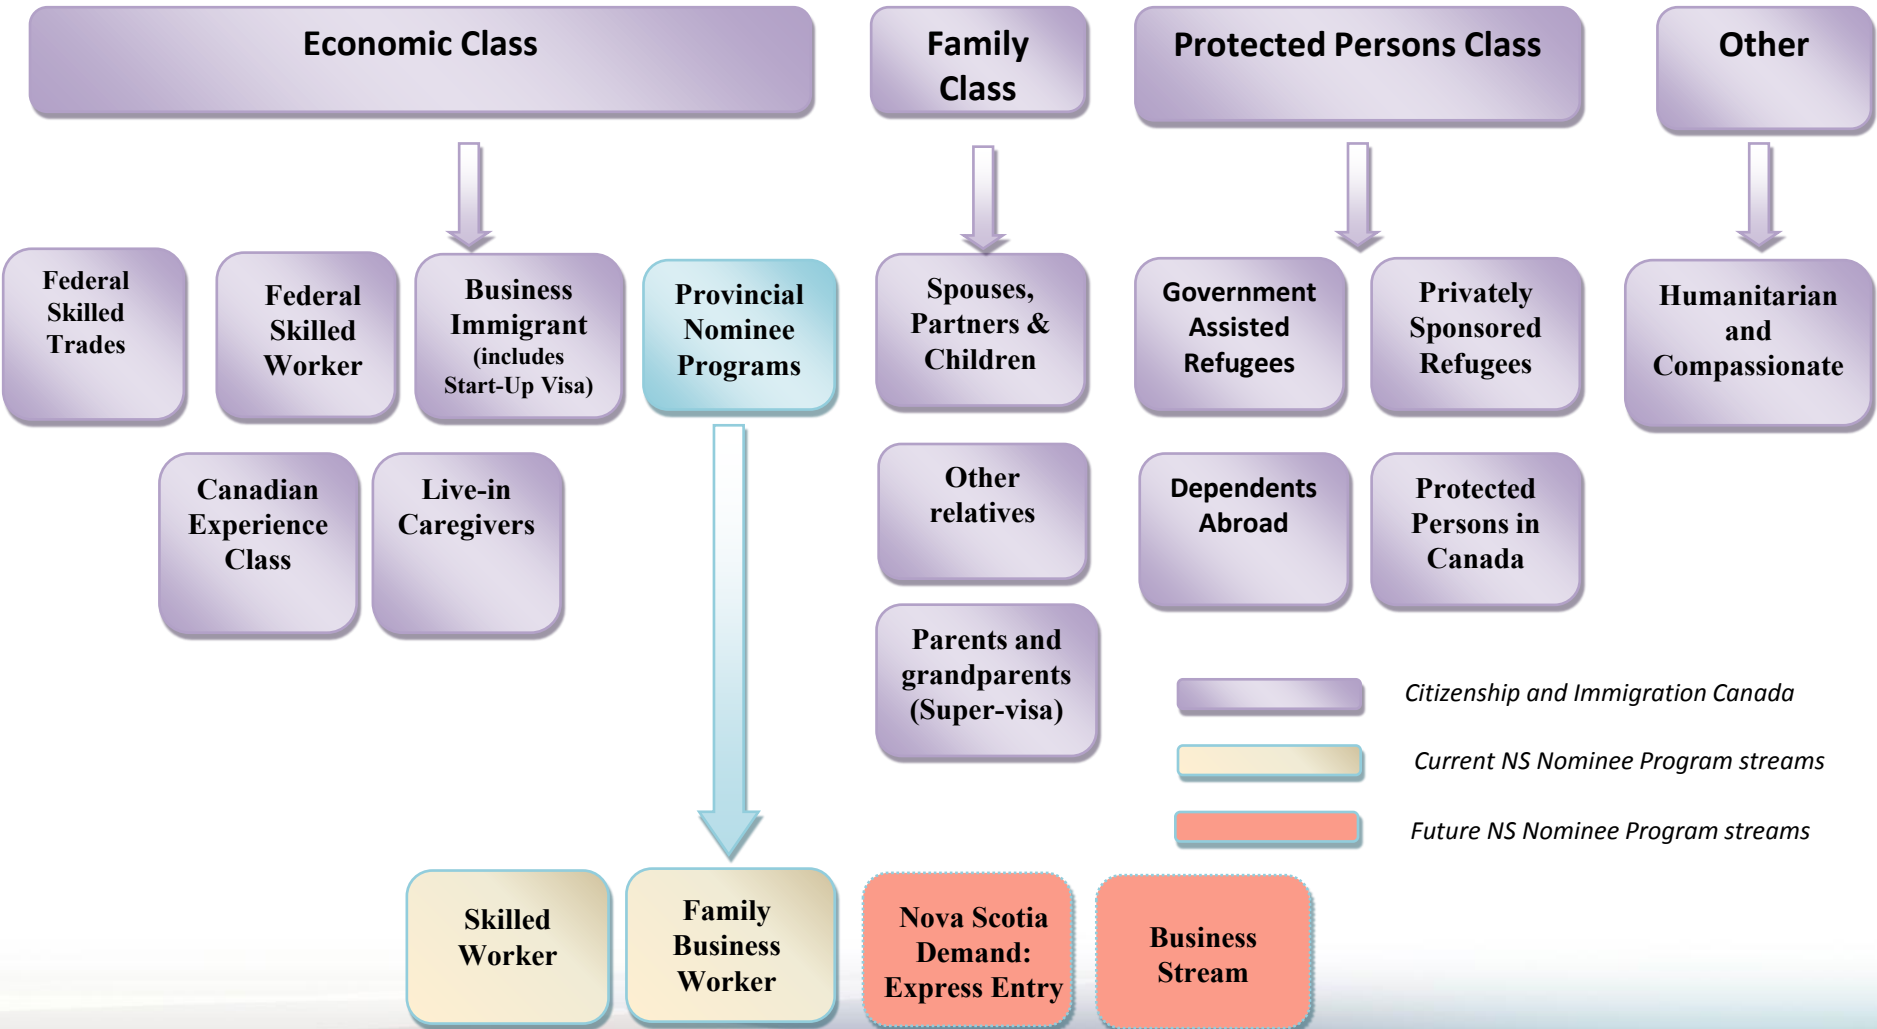 Economic Class
Family
Class
Protected Persons Class
Other
Federal
Skilled
Trades
Federal
Skilled
Worker
Business
Immigrant
(includes
Start-Up Visa)
Provincial
Nominee
Programs
Spouses,
Partners &
Children
Government
Assisted
Refugees
Privately
Sponsored
Refugees
Humanitarian
and
Compassionate
Canadian
Experience
Class
Live-in
Caregivers
Other
relatives
Dependents
Abroad
Protected
Persons in
Canada
Parents and
grandparents
(Super-visa)
Citizenship and Immigration Canada
Current NS Nominee Program streams
Future NS Nominee Program streams
Skilled
Worker
Family
Business
Worker
Nova Scotia
Demand:
Express Entry
Business
Stream